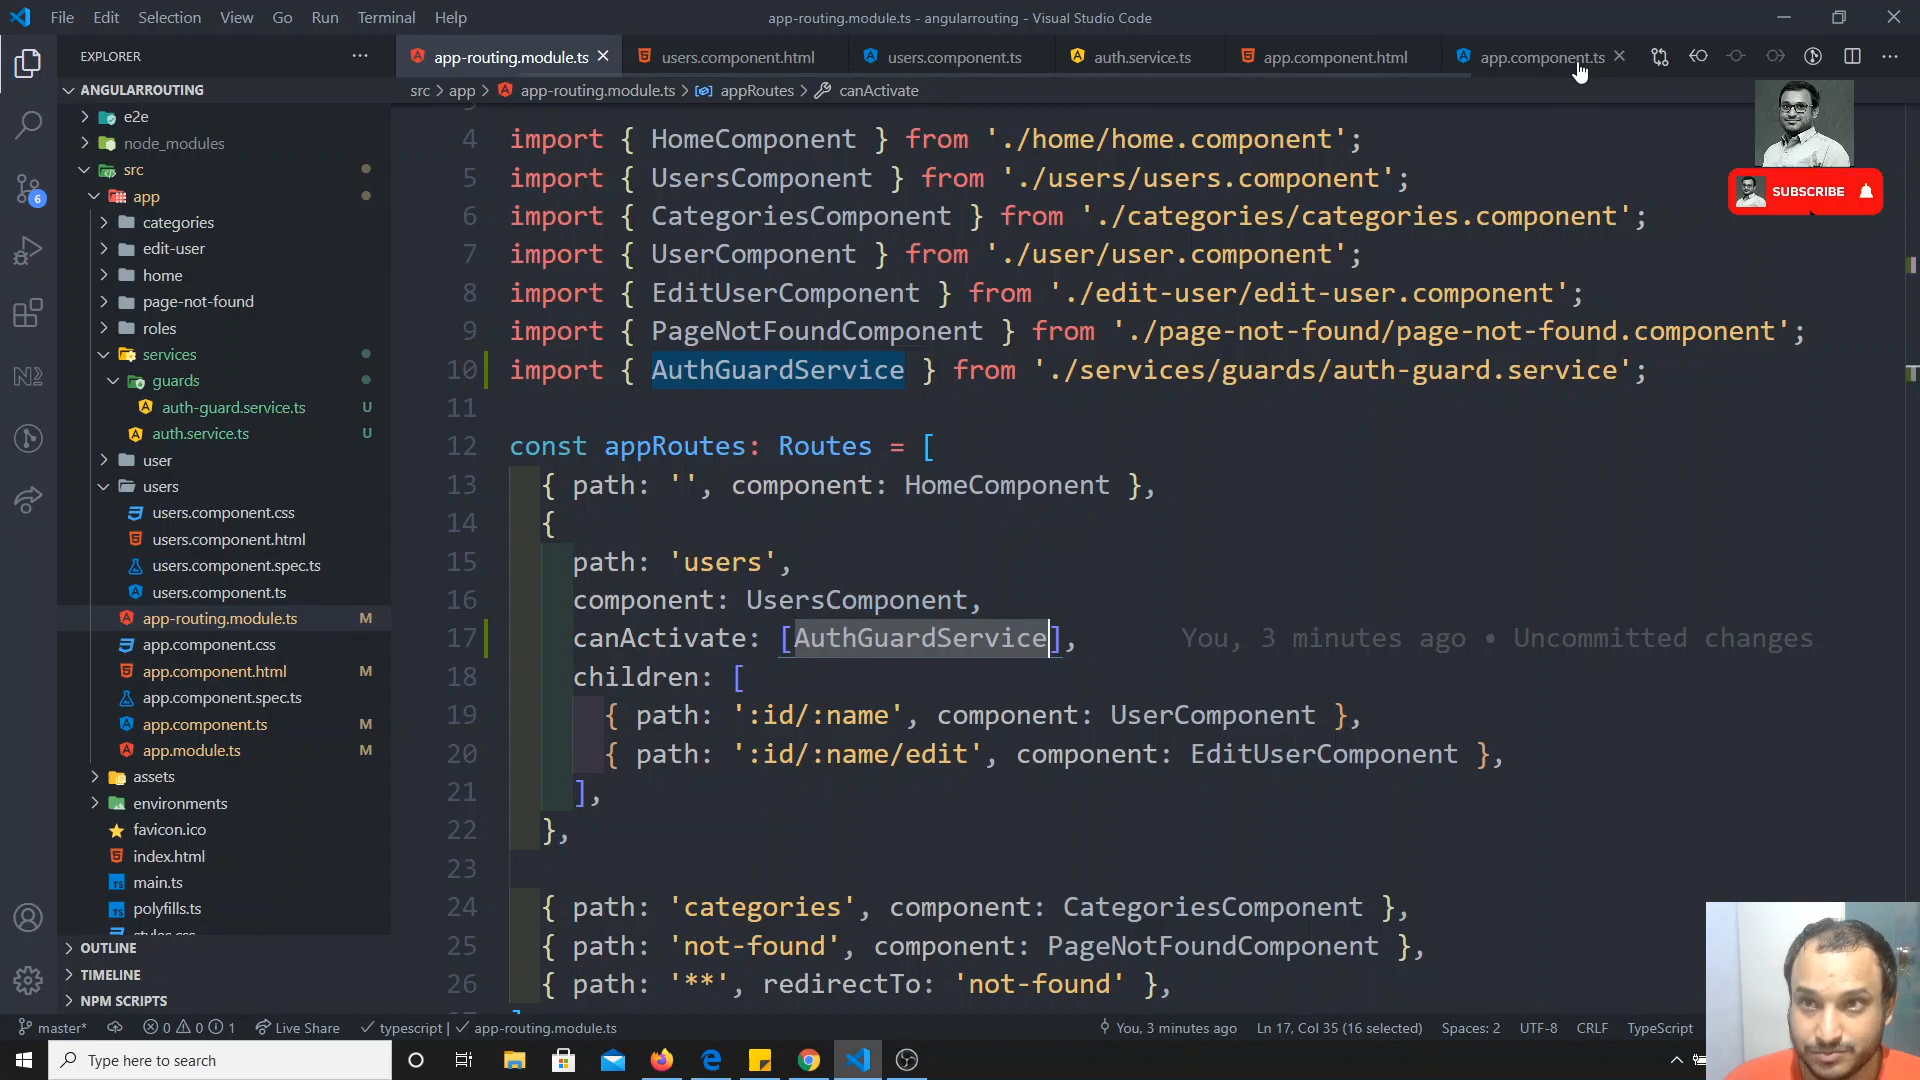 File Edit Selection View Go Run Terminal Help
app-routing.module.ts - angularrouting - Visual Studio Code
EXPLORER
app-routing.module.ts
users.component.html
users.component.ts
auth.service.ts
app.component.html
app.component.ts
src > app > app-routing.module.ts > appRoutes > canActivate
ANGULARROUTING
e2e
node_modules
src
app
categories
edit-user
home
page-not-found
roles
services
guards
auth-guard.service.ts U
auth.service.ts U
user
users
users.component.css
users.component.html
users.component.spec.ts
users.component.ts
app-routing.module.ts M
app.component.css
app.component.html M
app.component.spec.ts
app.component.ts M
app.module.ts M
assets
environments
favicon.ico
index.html
main.ts
polyfills.ts
styles.css
OUTLINE
TIMELINE
NPM SCRIPTS
6
4 import { HomeComponent } from './home/home.component';
5 import { UsersComponent } from './users/users.component';
6 import { CategoriesComponent } from './categories/categories.component';
7 import { UserComponent } from './user/user.component';
8 import { EditUserComponent } from './edit-user/edit-user.component';
9 import { PageNotFoundComponent } from './page-not-found/page-not-found.component';
10 import { AuthGuardService } from './services/guards/auth-guard.service';
11
12 const appRoutes: Routes = [
13 { path: '', component: HomeComponent },
14 {
15 path: 'users',
16 component: UsersComponent,
17 canActivate: [AuthGuardService], You, 3 minutes ago • Uncommitted changes
18 children: [
19 { path: ':id/:name', component: UserComponent },
20 { path: ':id/:name/edit', component: EditUserComponent },
21 ],
22 },
23
24 { path: 'categories', component: CategoriesComponent },
25 { path: 'not-found', component: PageNotFoundComponent },
26 { path: '**', redirectTo: 'not-found' },
SUBSCRIBE
master* 0 0 1 Live Share typescript | app-routing.module.ts You, 3 minutes ago Ln 17, Col 35 (16 selected) Spaces: 2 UTF-8 CRLF TypeScript
Type here to search